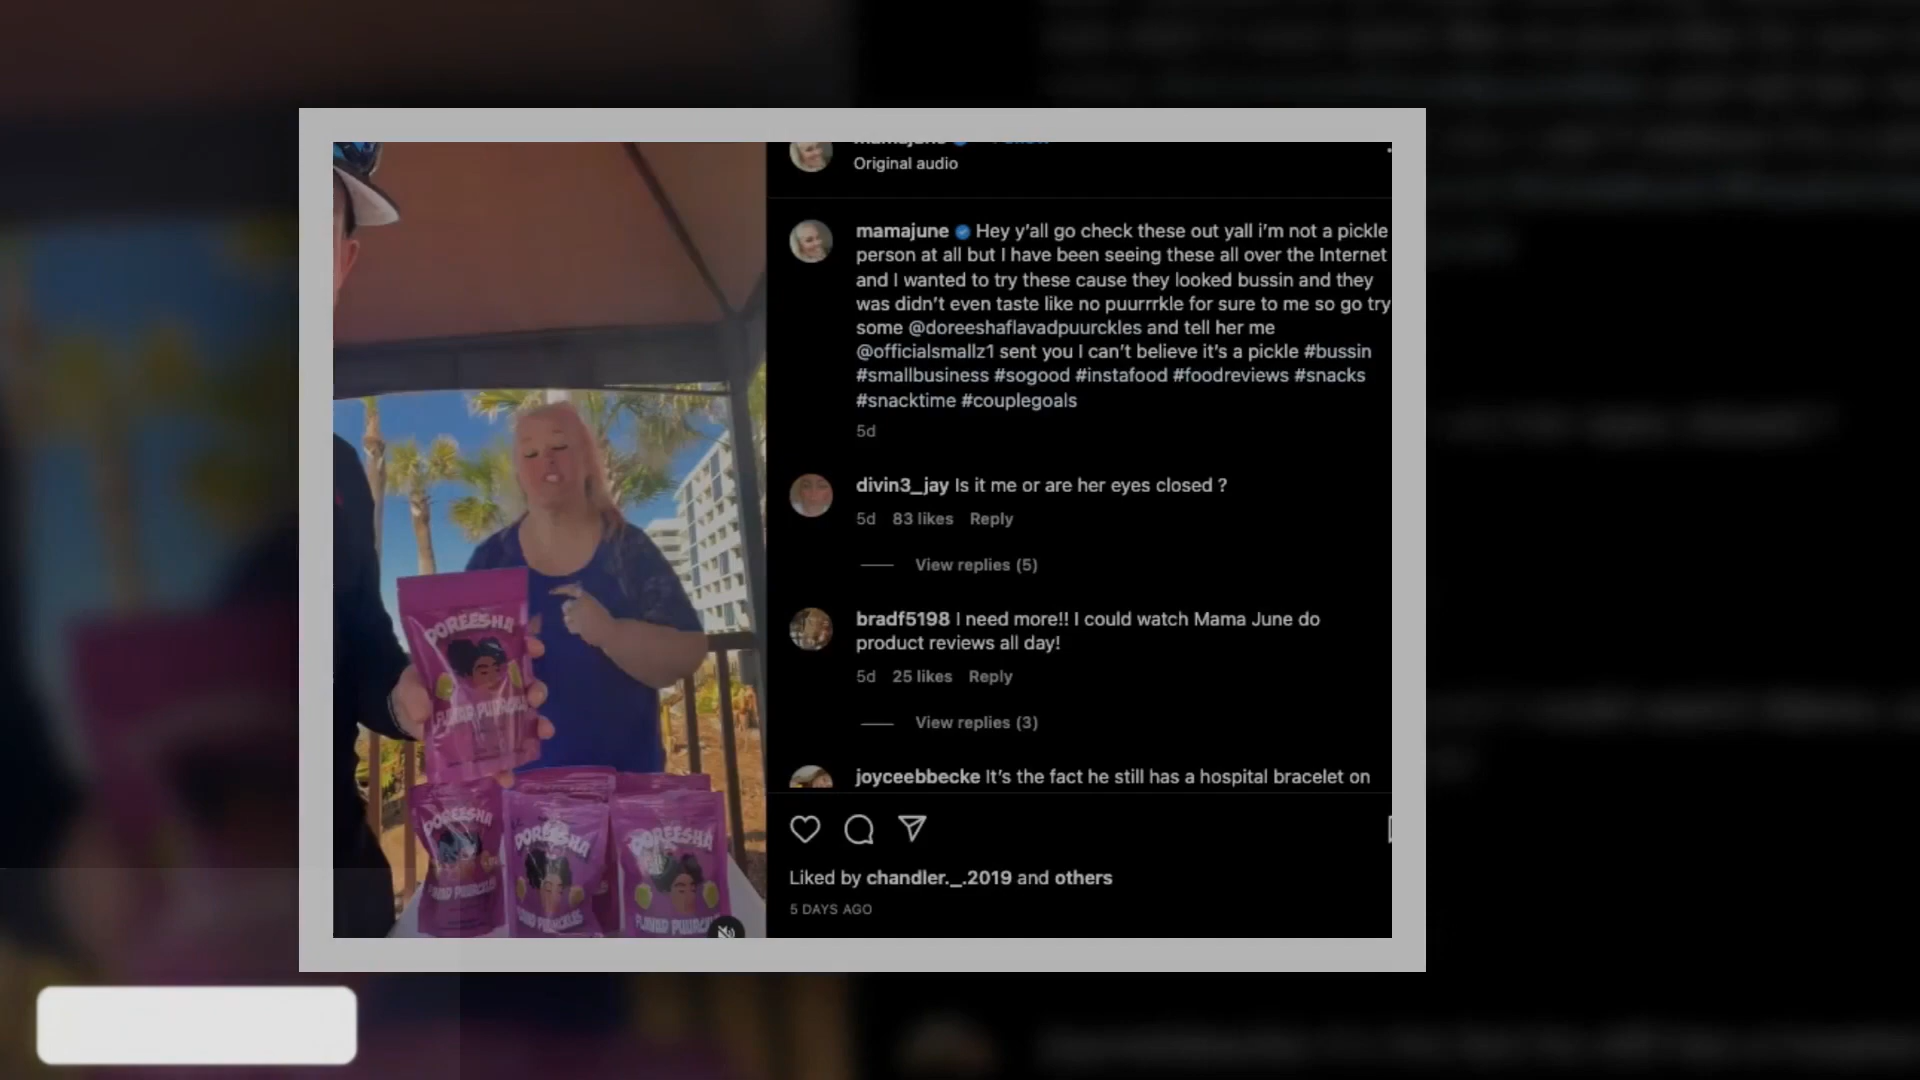 Original audio
mamajune Hey y’all go check these out yall i’m not a pickle
person at all but I have been seeing these all over the Internet
and I wanted to try these cause they looked bussin and they
was didn’t even taste like no puurrrkle for sure to me so go try
some @doreeshaflavadpuurckles and tell her me
@officialsmallz1 sent you I can’t believe it’s a pickle #bussin
#smallbusiness #sogood #instafood #foodreviews #snacks
#snacktime #couplegoals
5d
divin3_jay Is it me or are her eyes closed ?
5d 83 likes Reply
View replies (5)
bradf5198 I need more!! I could watch Mama June do
product reviews all day!
5d 25 likes Reply
View replies (3)
joyceebbecke It’s the fact he still has a hospital bracelet on
Liked by chandler._.2019 and others
5 DAYS AGO
DOREESHA
DOREESHA
DOREESHA
DOREESHA